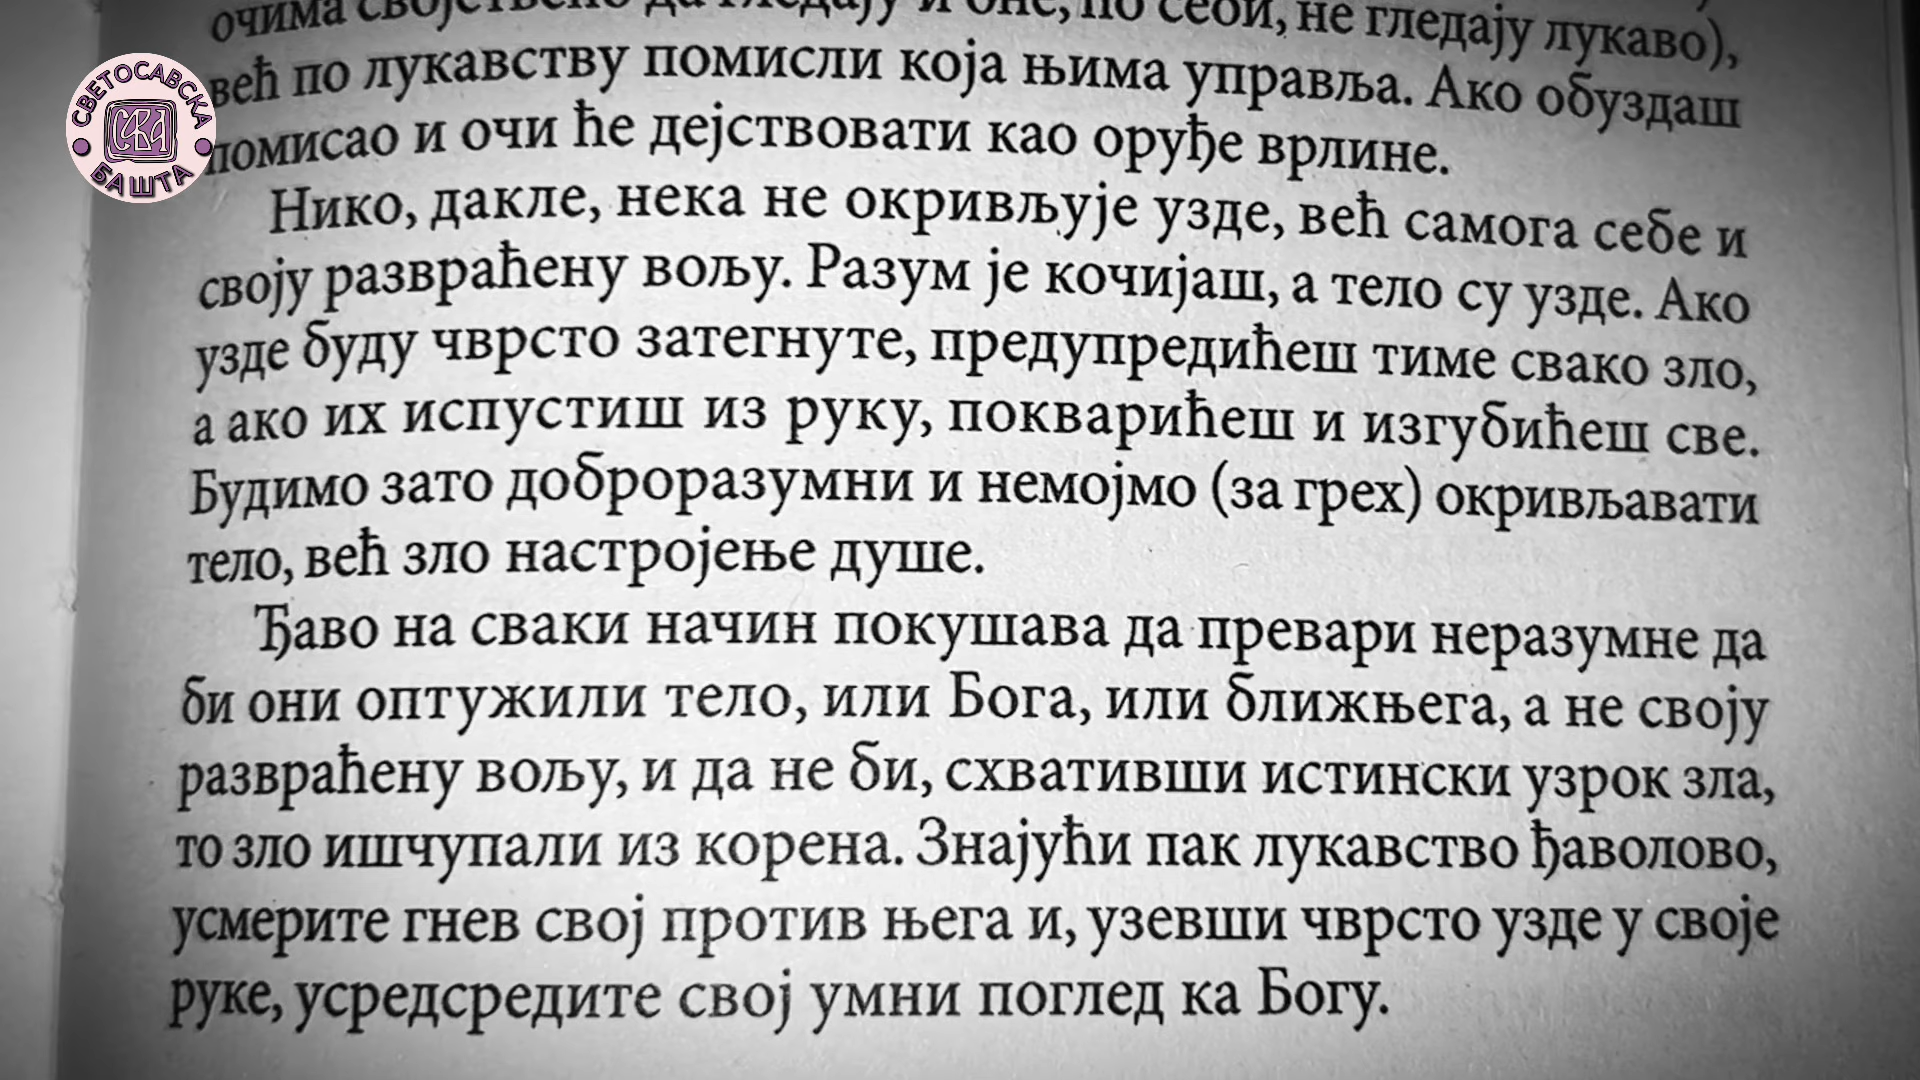 СВЕТОСАВСКА
БАШТА
очима својствено да гледају и оне, по себи, не гледају лукаво),
већ по лукавству помисли која њима управља. Ако обуздаш
помисао и очи ће дејствовати као оруђе врлине.
Нико, дакле, нека не окривљује узде, већ самога себе и
своју развраћену вољу. Разум је кочијаш, а тело су узде. Ако
узде буду чврсто затегнуте, предупредићеш тиме свако зло,
а ако их испустиш из руку, покварићеш и изгубићеш све.
Будимо зато доброразумни и немојмо (за грех) окривљавати
тело, већ зло настројење душе.
Ђаво на сваки начин покушава да превари неразумне да
би они оптужили тело, или Бога, или ближњега, а не своју
развраћену вољу, и да не би, схвативши истински узрок зла,
то зло ишчупали из корена. Знајући пак лукавство ђаволово,
усмерите гнев свој против њега и, узевши чврсто узде у своје
руке, усредсредите свој умни поглед ка Богу.